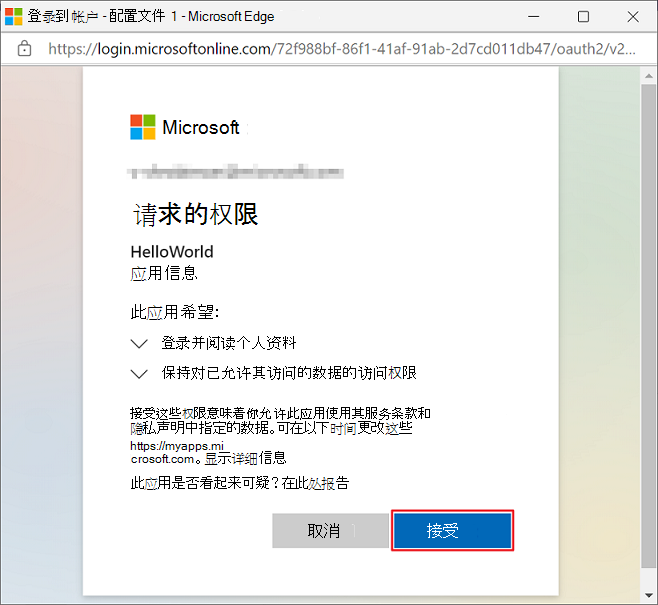 登录到 帐户 - 配置文件 1 - Microsoft Edge
https://login.microsoftonline.com/72f988bf-86f1-41af-91ab-2d7cd011db47/oauth2/v2...
Microsoft
请求的权限
HelloWorld
应用信息
此应用希望:
登录并阅读个人资料
保持对已允许其访问的数据的访问权限
接受这些权限意味着你允许此应用使用其服务条款和
隐私声明中指定的数据。可在以下时间更改这些
https://myapps.mi
crosoft.com。显示详细信息
此应用是否看起来可疑？在此处报告
取消
接受